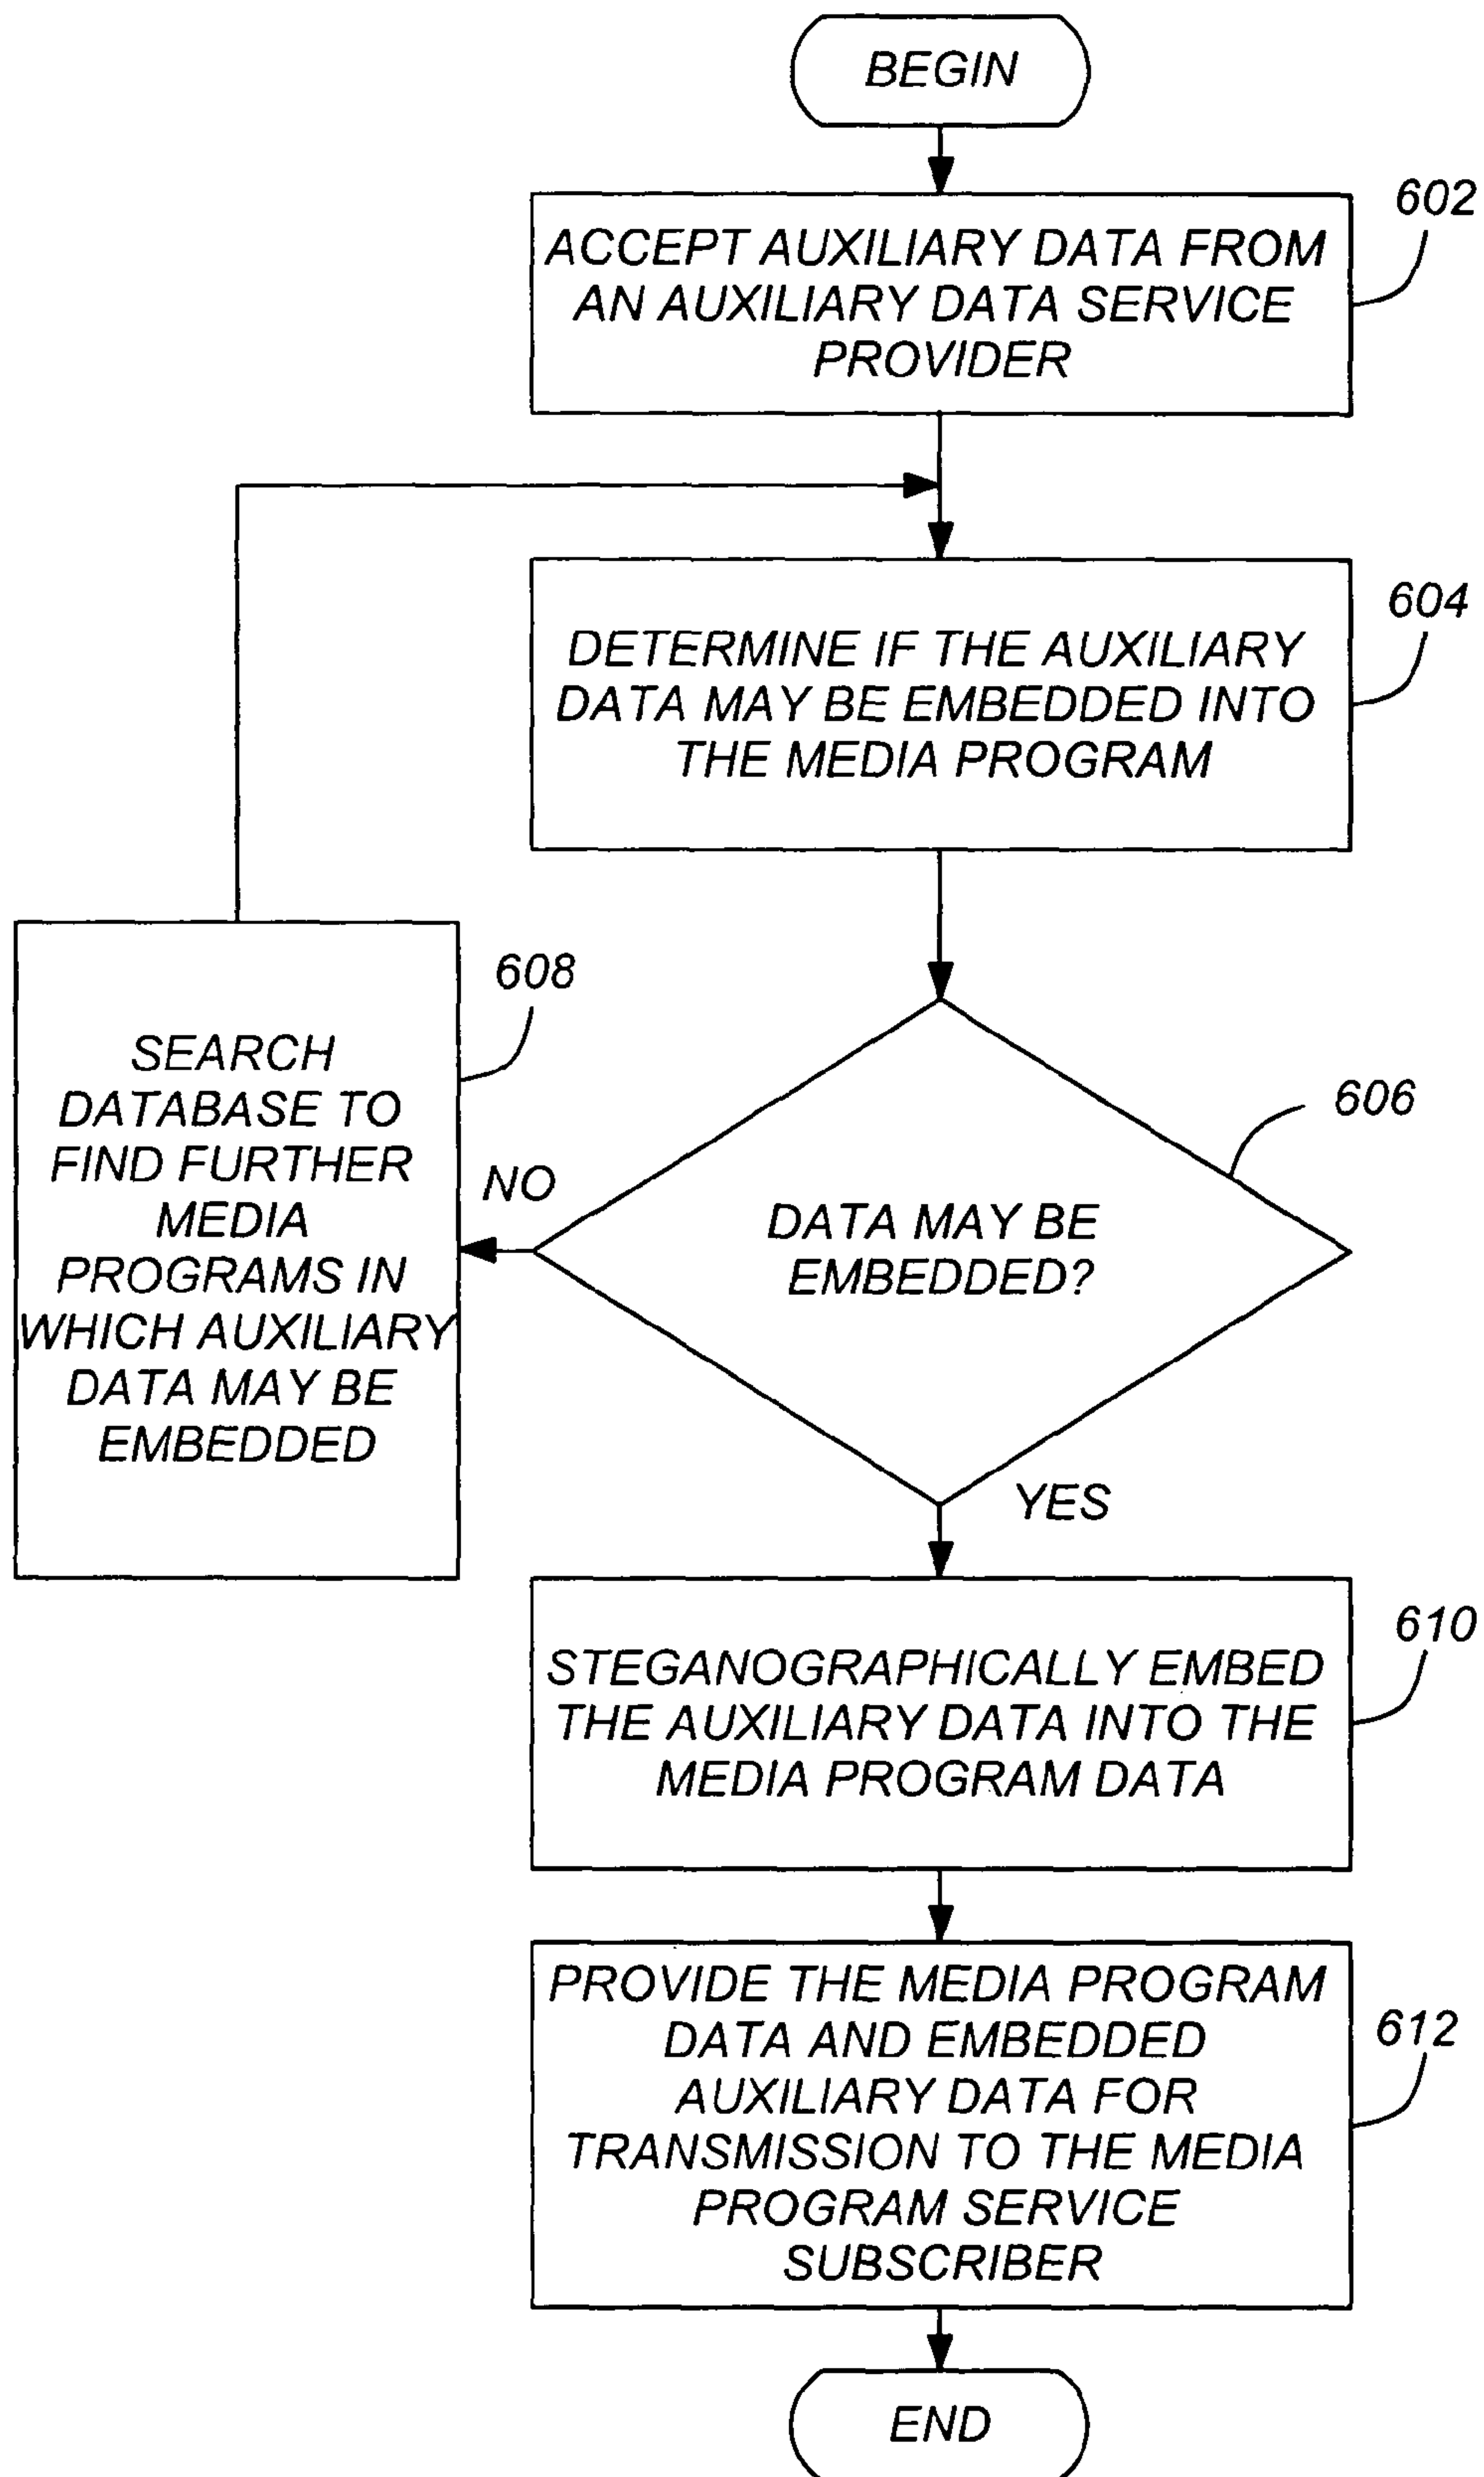 BEGIN
602
ACCEPT AUXILIARY DATA FROM
AN AUXILIARY DATA SERVICE
PROVIDER
604
DETERMINE IF THE AUXILIARY
DATA MAY BE EMBEDDED INTO
THE MEDIA PROGRAM
608
SEARCH
DATABASE TO
FIND FURTHER
MEDIA
PROGRAMS IN
WHICH AUXILIARY
DATA MAY BE
EMBEDDED
NO
606
DATA MAY BE
EMBEDDED?
YES
610
STEGANOGRAPHICALLY EMBED
THE AUXILIARY DATA INTO THE
MEDIA PROGRAM DATA
612
PROVIDE THE MEDIA PROGRAM
DATA AND EMBEDDED
AUXILIARY DATA FOR
TRANSMISSION TO THE MEDIA
PROGRAM SERVICE
SUBSCRIBER
END